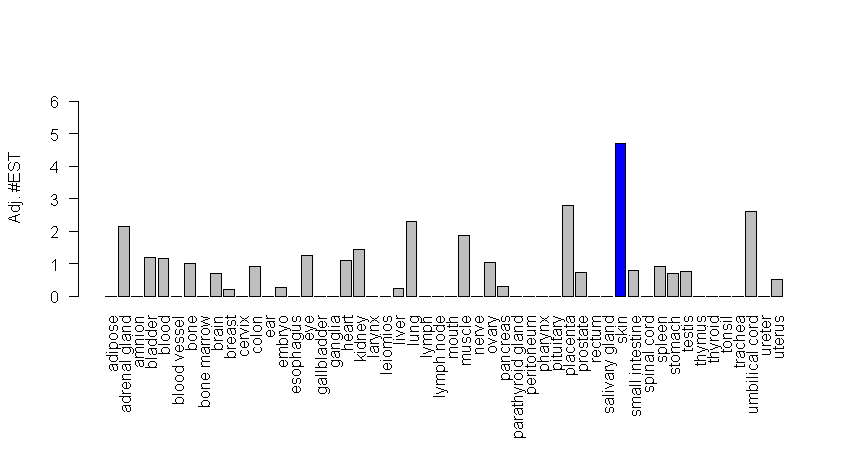 6
5
4
3
2
1
0
Adj. #EST
adipose
adrenal gland
amnion
bladder
blood
blood vessel
bone
bone marrow
brain
breast
cervix
colon
ear
embryo
esophagus
eye
gallbladder
ganglia
heart
kidney
larynx
leiomios
liver
lung
lymph
lymph node
mouth
muscle
nerve
ovary
pancreas
parathyroid gland
peritoneum
pharynx
pituitary
placenta
prostate
rectum
salivary gland
skin
small intestine
spinal cord
spleen
stomach
testis
thymus
thyroid
tonsil
trachea
umbilical cord
ureter
uterus